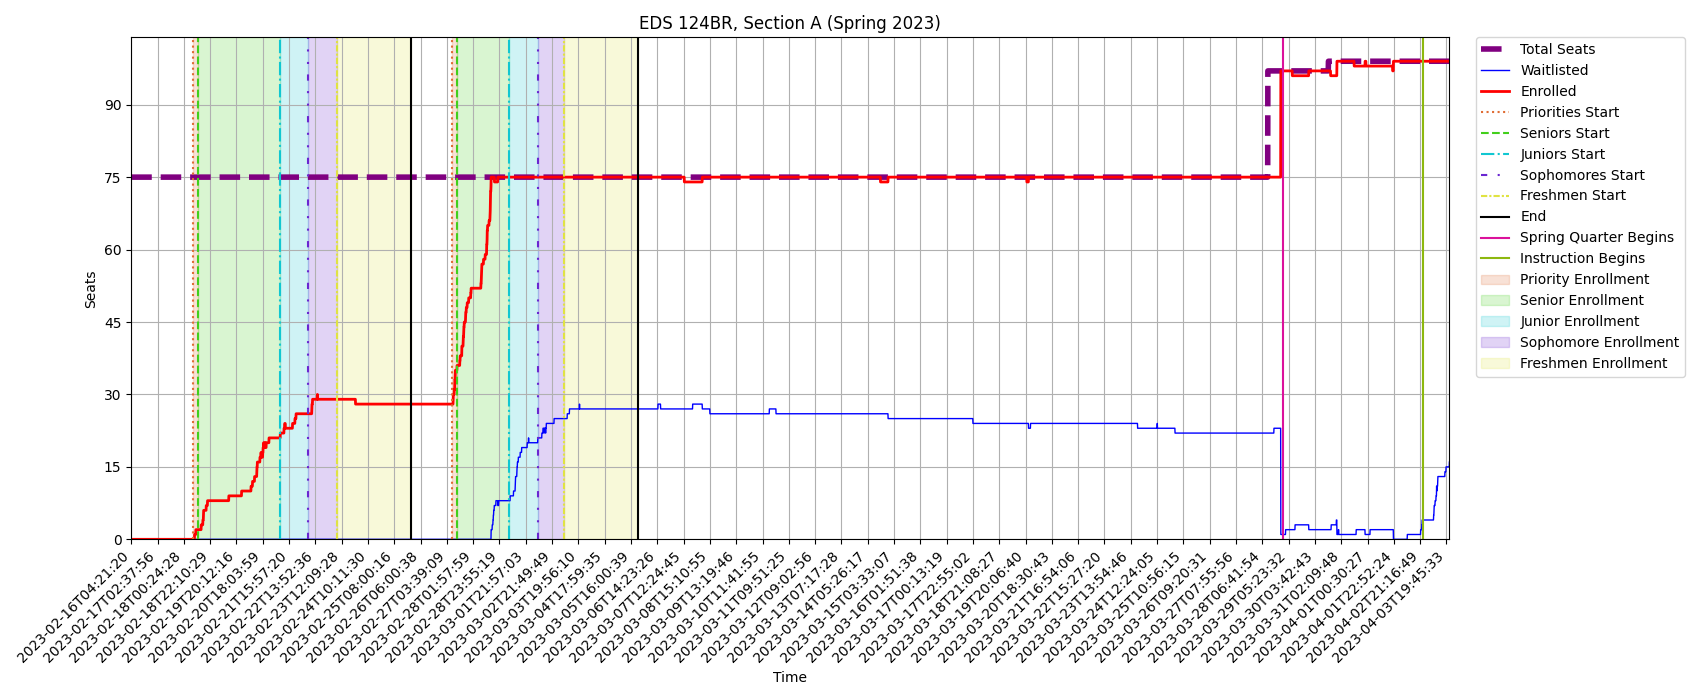 EDS 124BR, Section A (Spring 2023)
Seats
90
75
60
45
30
15
0
2023-02-16T04:21:20
2023-02-17T02:37:56
2023-02-18T00:24:28
2023-02-18T22:10:29
2023-02-19T20:12:16
2023-02-20T18:03:59
2023-02-21T15:57:20
2023-02-22T13:52:36
2023-02-23T12:09:28
2023-02-24T10:11:30
2023-02-25T08:00:16
2023-02-26T06:00:38
2023-02-27T03:39:09
2023-02-28T01:57:59
2023-02-28T23:55:19
2023-03-01T21:57:03
2023-03-02T21:49:49
2023-03-03T19:56:10
2023-03-04T17:59:35
2023-03-05T16:00:39
2023-03-06T14:23:26
2023-03-07T12:24:45
2023-03-08T15:10:55
2023-03-09T13:19:46
2023-03-10T11:41:55
2023-03-11T09:51:25
2023-03-12T09:02:56
2023-03-13T07:17:28
2023-03-14T05:26:17
2023-03-15T03:33:07
2023-03-16T01:51:38
2023-03-17T00:13:19
2023-03-17T22:55:02
2023-03-18T21:08:27
2023-03-19T20:06:40
2023-03-20T18:30:43
2023-03-21T16:54:06
2023-03-22T15:27:20
2023-03-23T13:54:46
2023-03-24T12:24:05
2023-03-25T10:56:15
2023-03-26T09:20:31
2023-03-27T07:55:56
2023-03-28T06:41:54
2023-03-29T05:23:32
2023-03-30T03:42:43
2023-03-31T02:09:48
2023-04-01T00:30:27
2023-04-01T22:52:24
2023-04-02T21:16:49
2023-04-03T19:45:33
Time
Total Seats
Waitlisted
Enrolled
Priorities Start
Seniors Start
Juniors Start
Sophomores Start
Freshmen Start
End
Spring Quarter Begins
Instruction Begins
Priority Enrollment
Senior Enrollment
Junior Enrollment
Sophomore Enrollment
Freshmen Enrollment